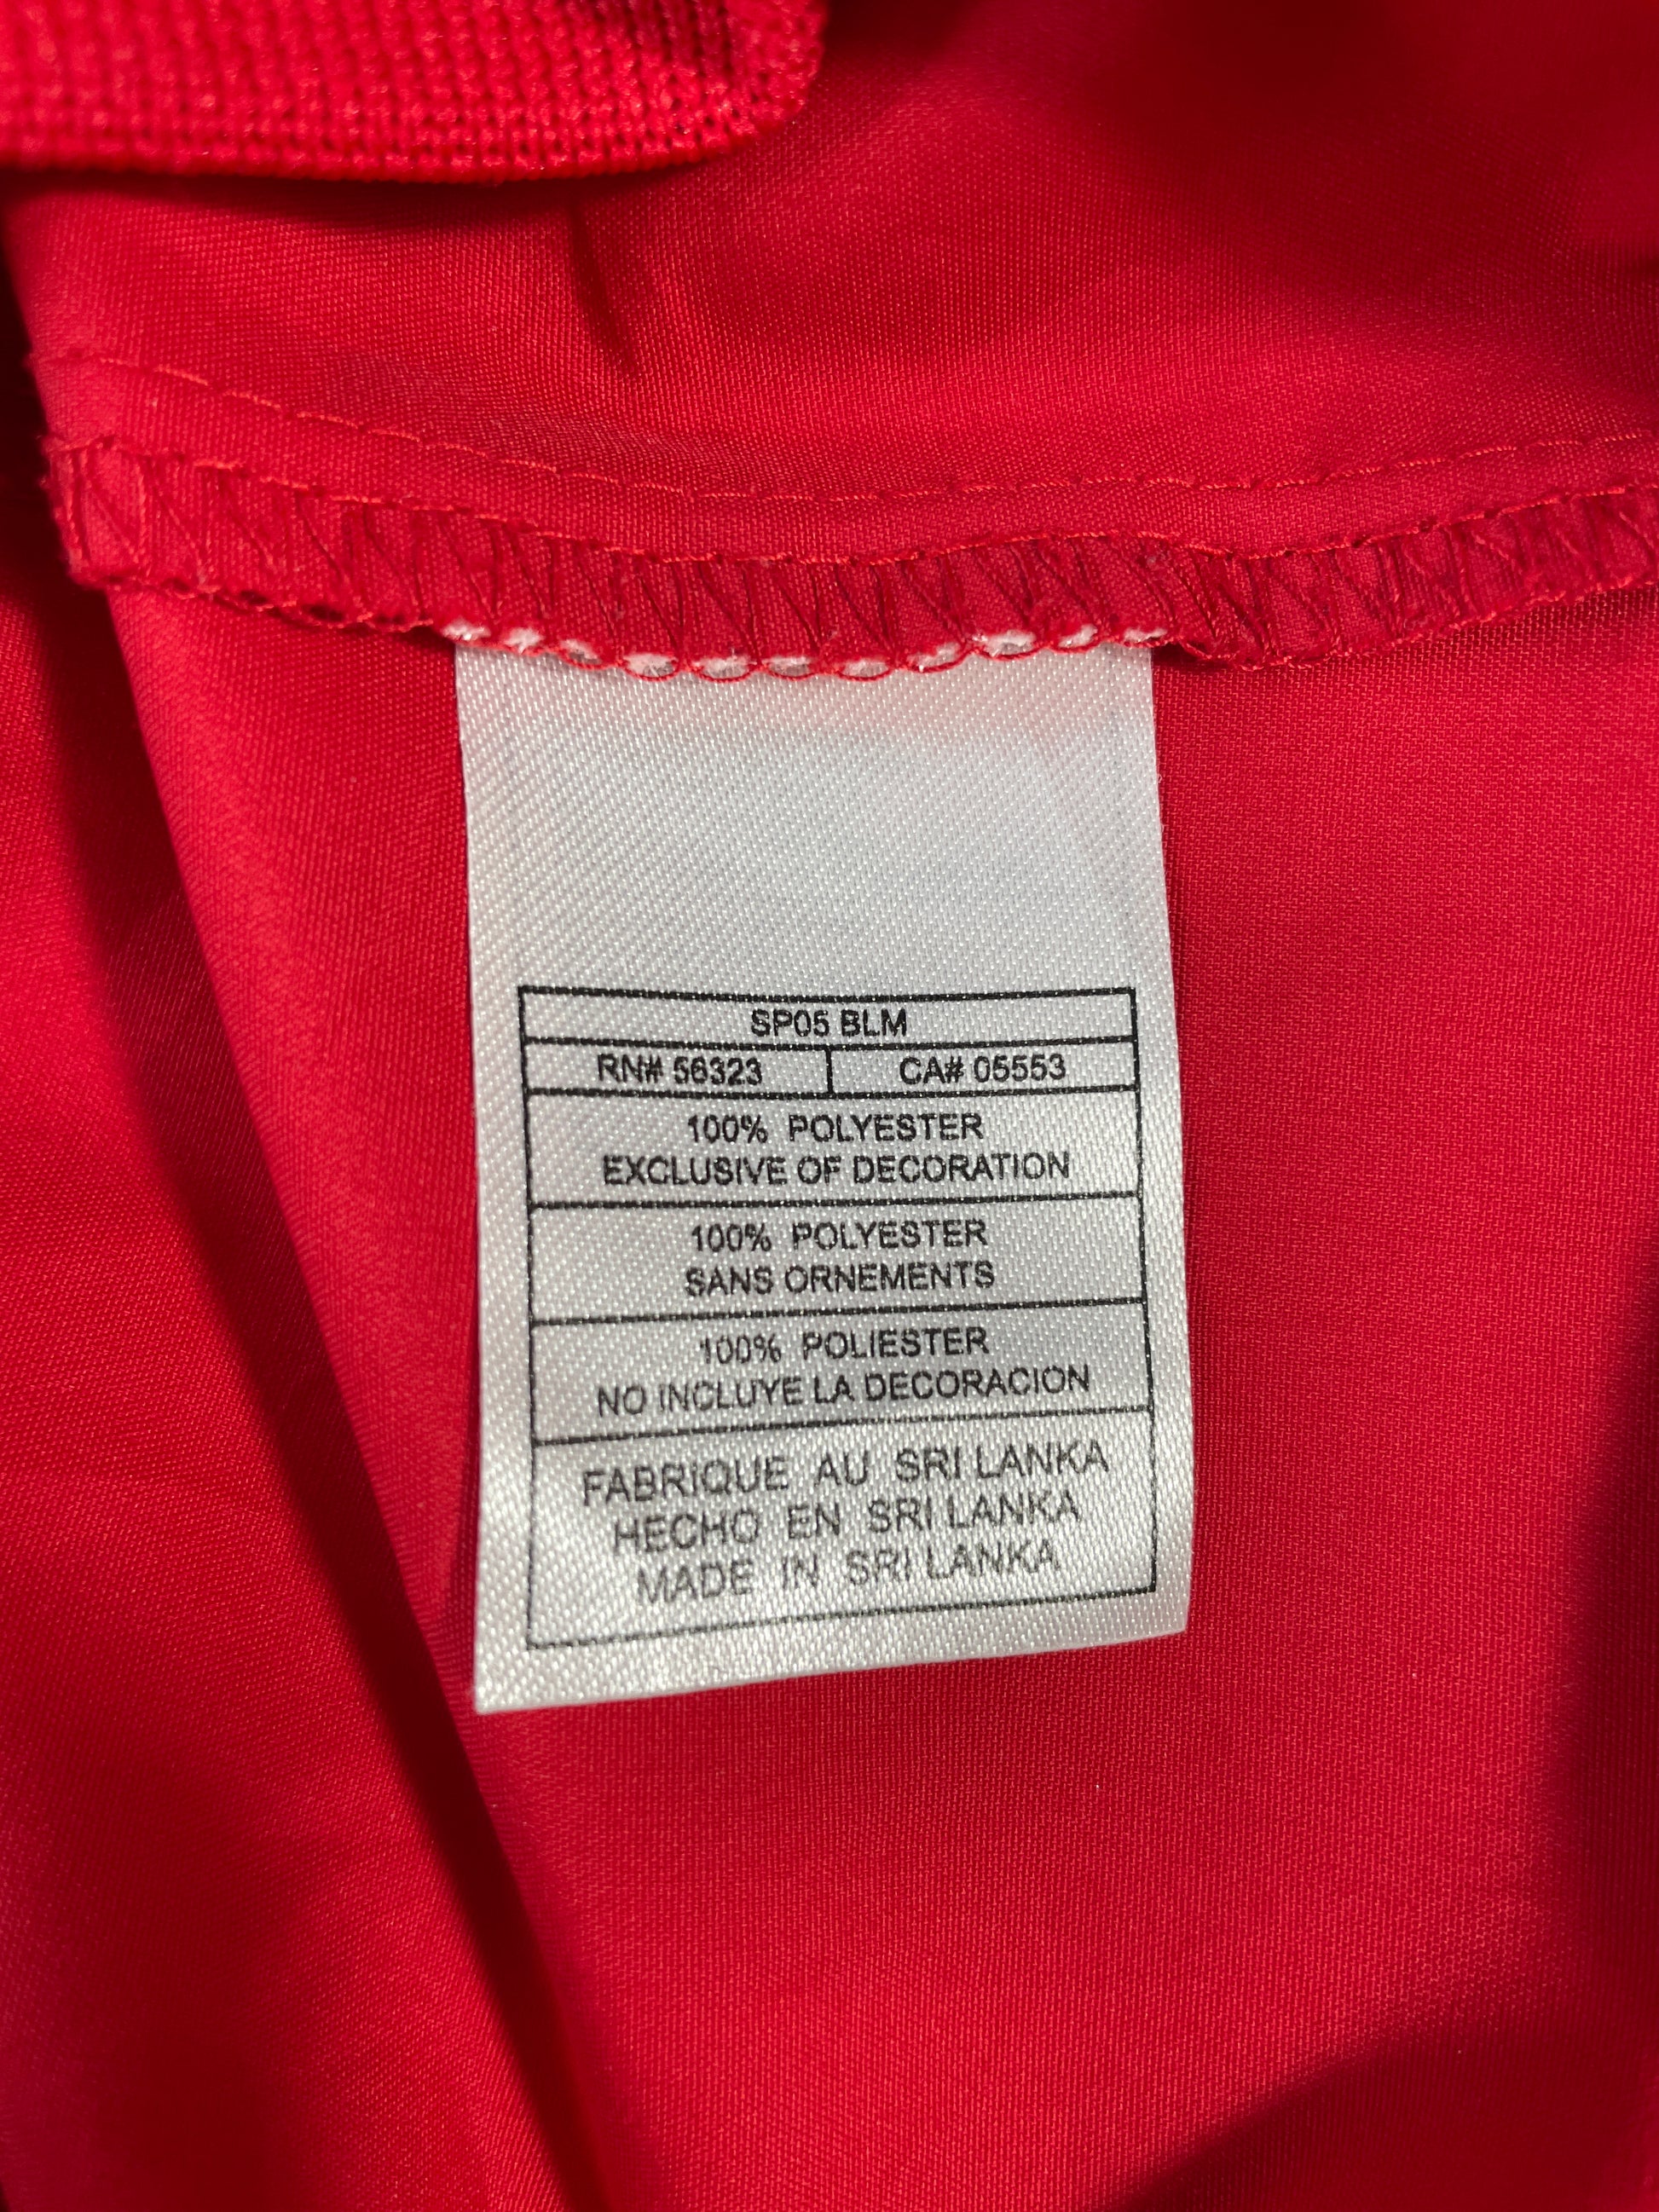 SP05 BLM
RN# 56323 CA# 05553
100% POLYESTER
EXCLUSIVE OF DECORATION
100% POLYESTER
SANS ORNEMENTS
100% POLIESTER
NO INCLUYE LA DECORACION
FABRIQUE AU SRI LANKA
HECHO EN SRI LANKA
MADE IN SRI LANKA